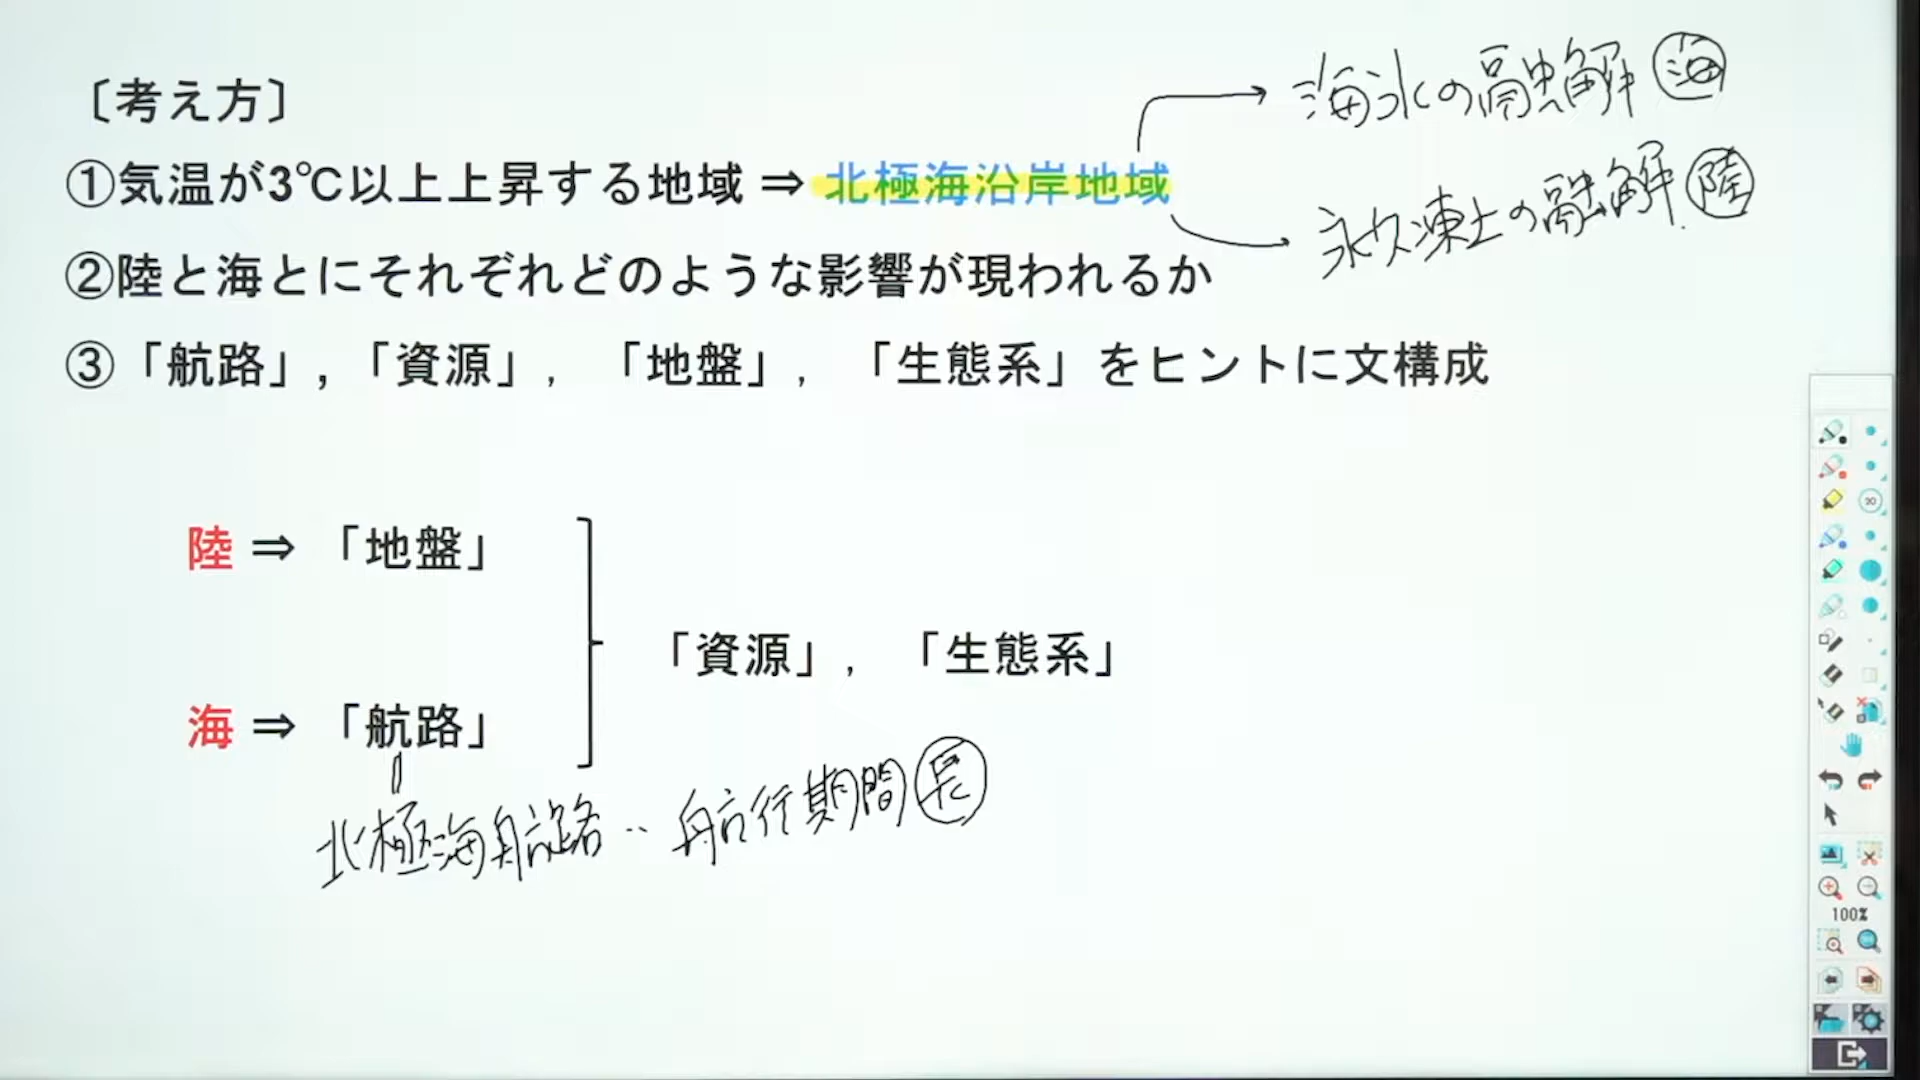 〔考え方〕
海氷の融解 海
①気温が3℃以上上昇する地域 ⇒ 北極海沿岸地域
永久凍土の融解 陸
②陸と海とにそれぞれどのような影響が現われるか
③「航路」,「資源」, 「地盤」, 「生態系」をヒントに文構成
陸 ⇒ 「地盤」
「資源」, 「生態系」
海 ⇒ 「航路」
北極海航路‥航行期間長
30
100%